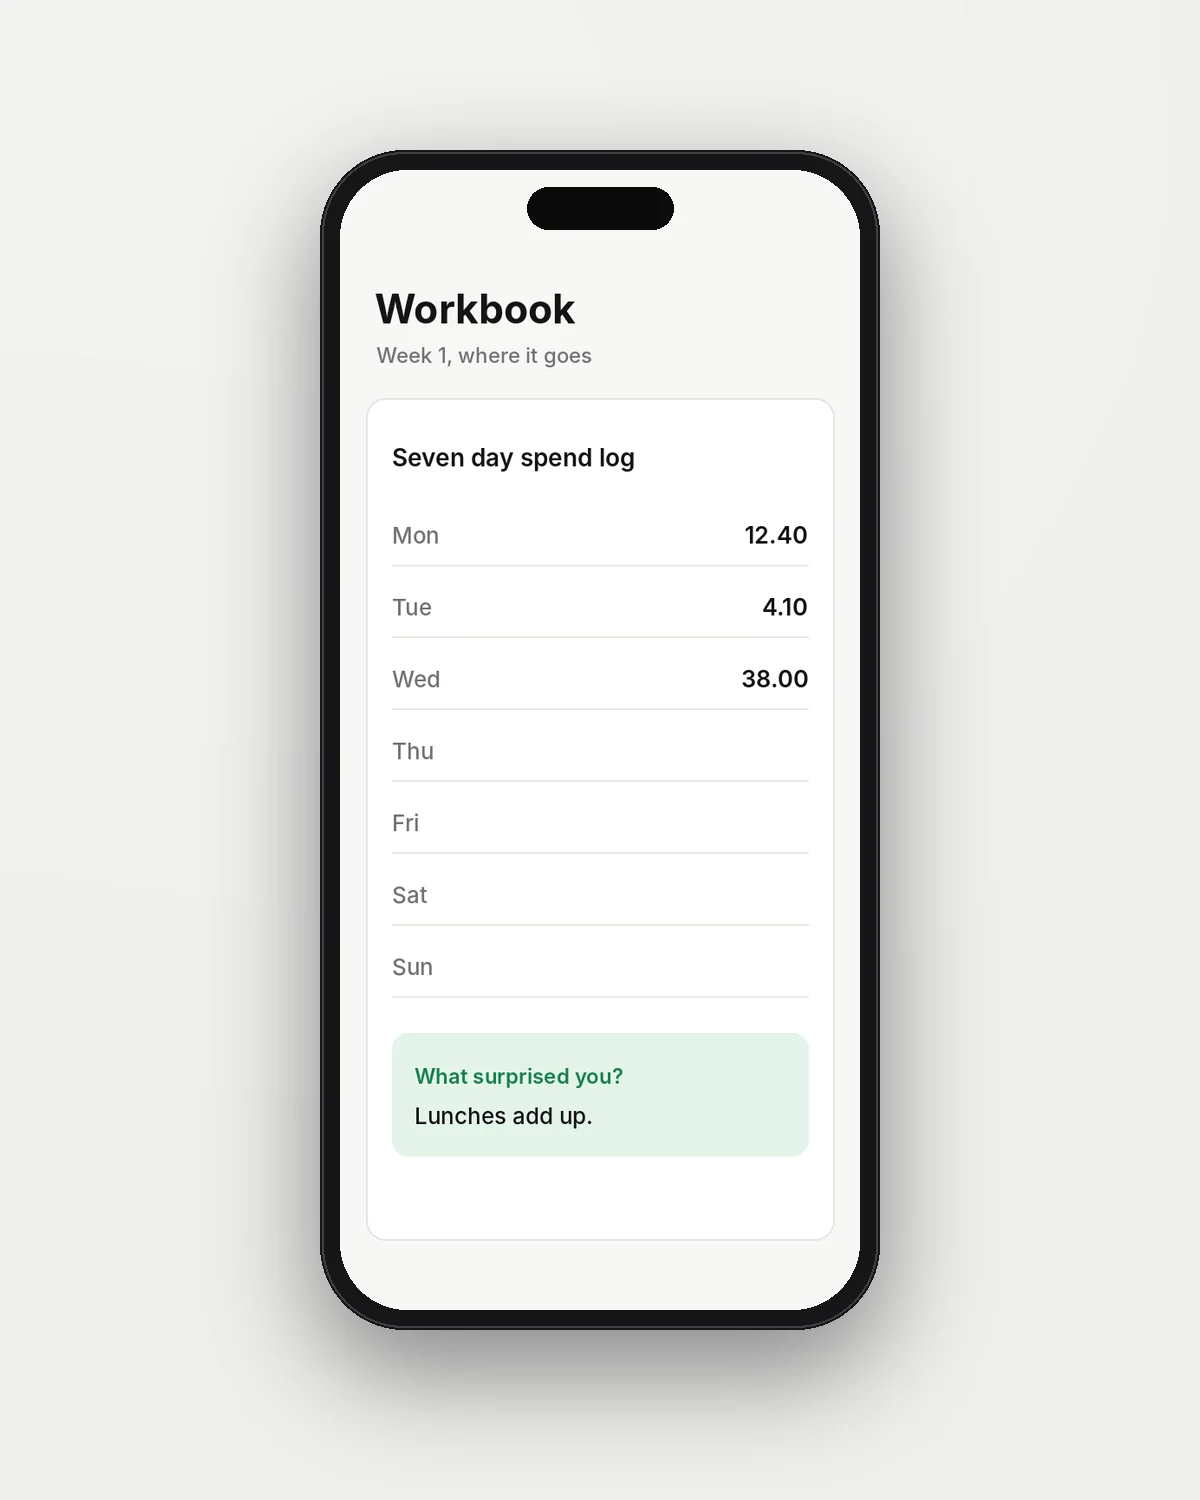 Workbook
Week 1, where it goes
Seven day spend log
Mon 12.40
Tue 4.10
Wed 38.00
Thu
Fri
Sat
Sun
What surprised you?
Lunches add up.